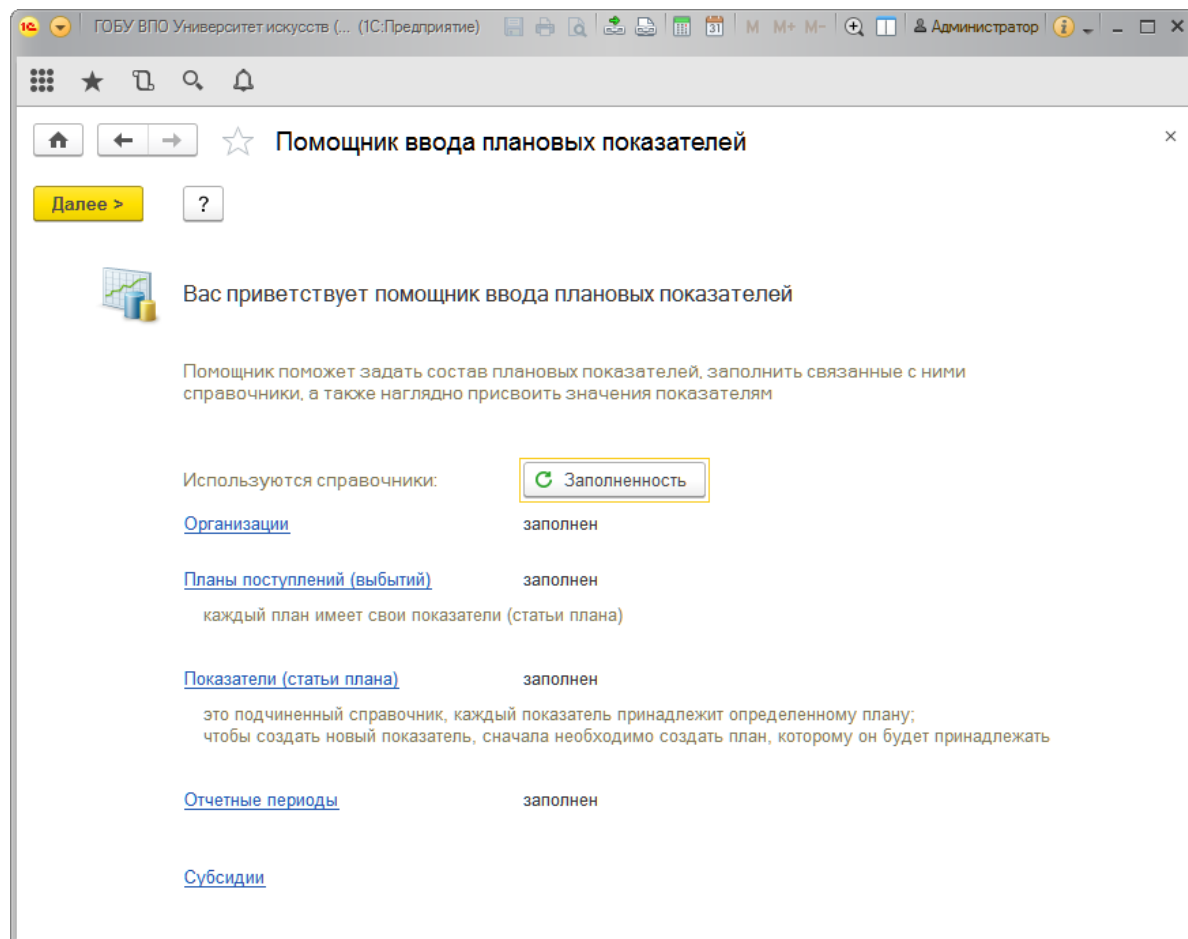 ГОБУ ВПО Университет искусств (... (1С:Предприятие) 31 M M+ M- Администратор
Помощник ввода плановых показателей
Далее > ?
Вас приветствует помощник ввода плановых показателей
Помощник поможет задать состав плановых показателей, заполнить связанные с ними
справочники, а также наглядно присвоить значения показателям
Используются справочники: Заполненность
Организации заполнен
Планы поступлений (выбытий) заполнен
каждый план имеет свои показатели (статьи плана)
Показатели (статьи плана) заполнен
это подчиненный справочник, каждый показатель принадлежит определенному плану;
чтобы создать новый показатель, сначала необходимо создать план, которому он будет принадлежать
Отчетные периоды заполнен
Субсидии